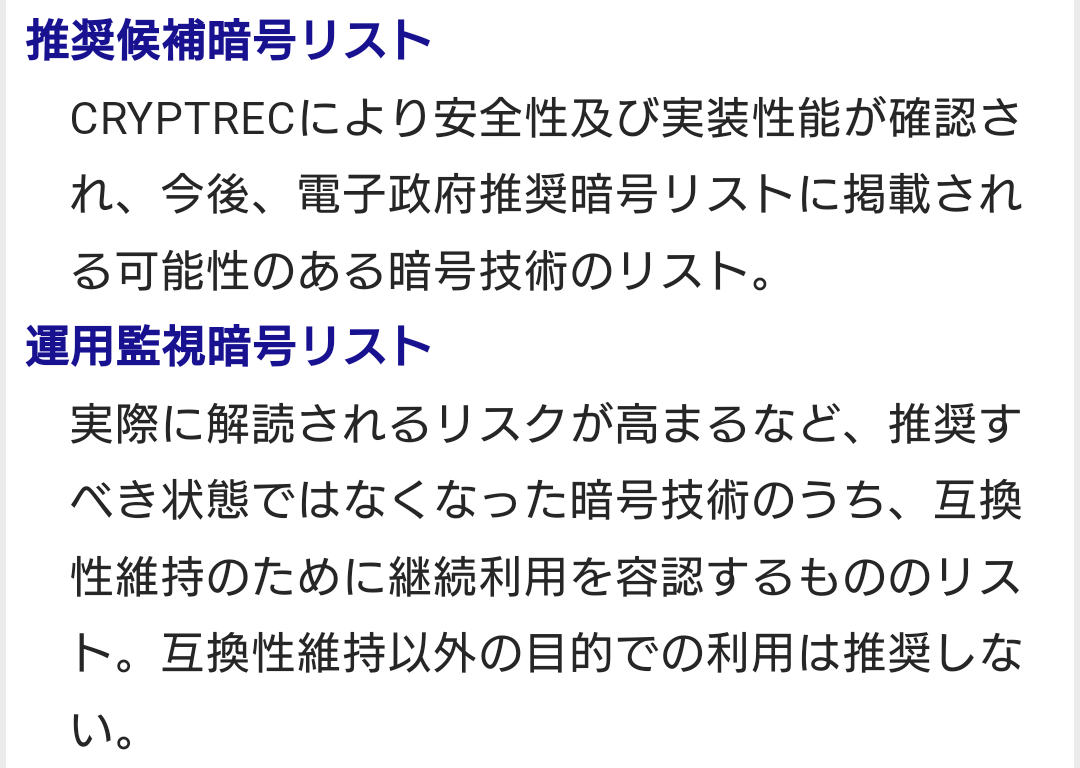 推奨候補暗号リスト
CRYPTRECにより安全性及び実装性能が確認さ
れ、今後、電子政府推奨暗号リストに掲載され
る可能性のある暗号技術のリスト。
運用監視暗号リスト
実際に解読されるリスクが高まるなど、推奨す
べき状態ではなくなった暗号技術のうち、互換
性維持のために継続利用を容認するもののリス
ト。互換性維持以外の目的での利用は推奨しな
い。